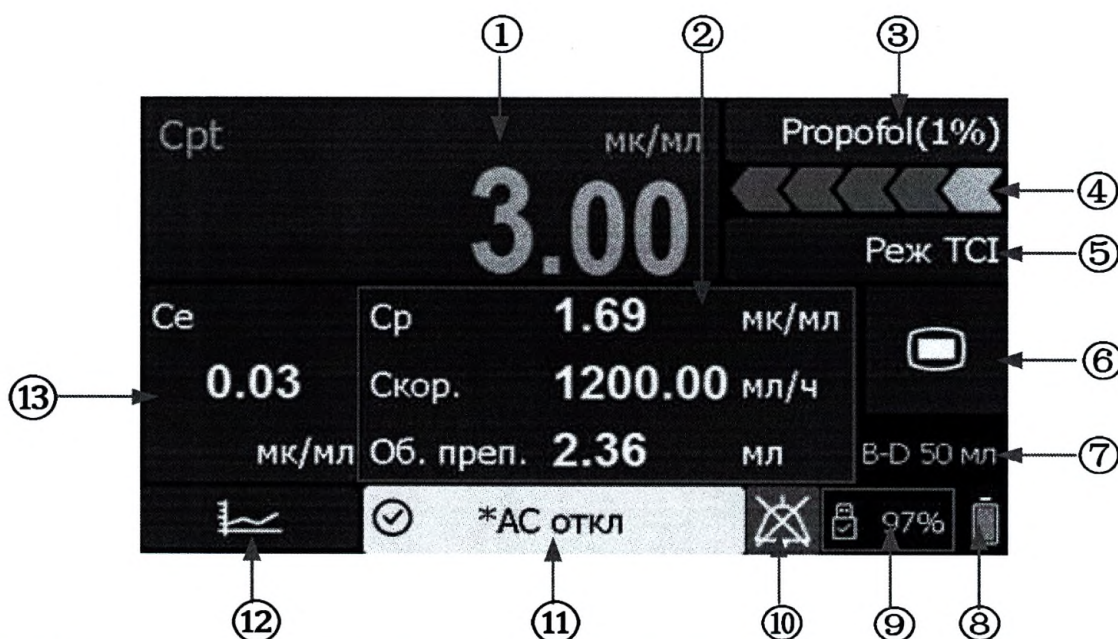 ① ② ③
Cpt мк/мл Propofol(1%)
3.00
④
Реж TCI ⑤
Ce Cp 1.69 мк/мл
⑥
⑬ 0.03 Скор. 1200.00 мл/ч
мк/мл Об. преп. 2.36 мл B-D 50 мл ⑦
*АС откл 97%
⑫ ⑪ ⑩ ⑨ ⑧